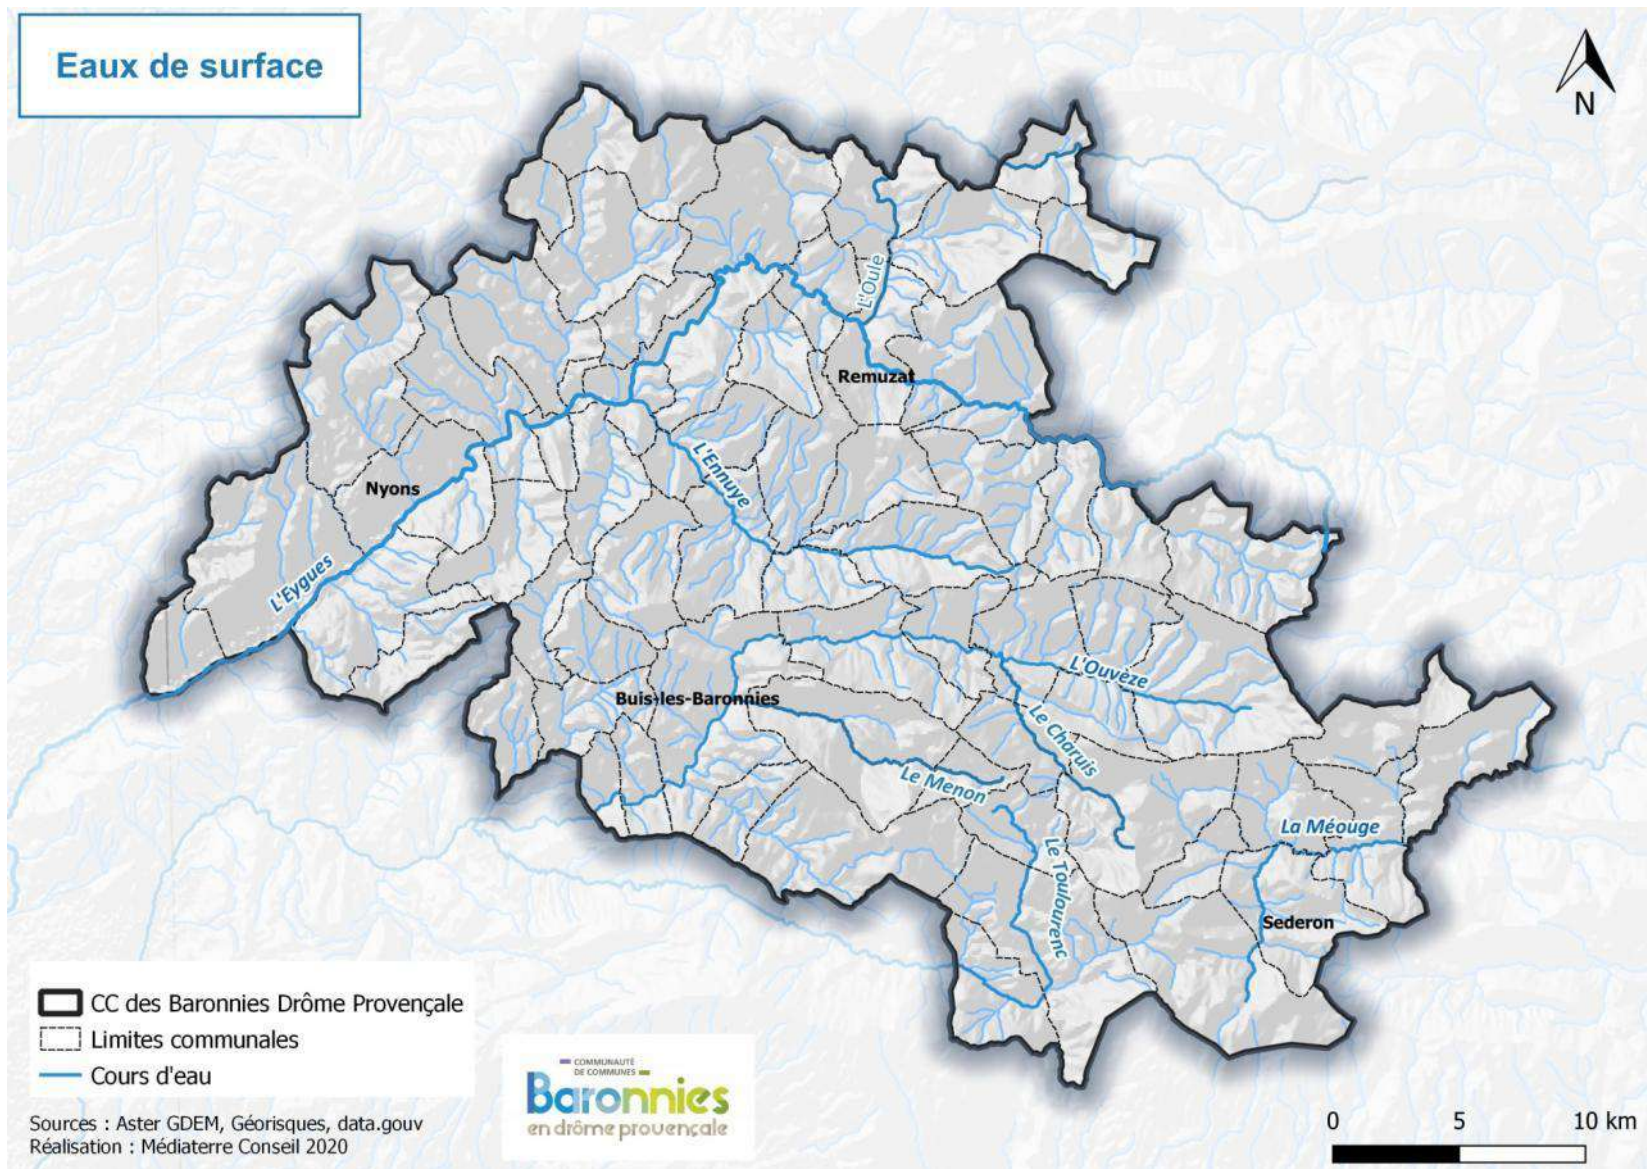 Eaux de surface
N
L'Oule
Remuzat
L'Ennuye
Nyons
L'Eygues
L'Ouvèze
Buis-les-Baronnies
Le Charuis
Le Menon
La Méouge
Le Toulourenc
Sederon
CC des Baronnies Drôme Provençale
Limites communales
Cours d'eau
Sources : Aster GDEM, Géorisques, data.gouv
Réalisation : Médiaterre Conseil 2020
COMMUNAUTÉ
DE COMMUNES
Baronnies
en drôme provençale
0 5 10 km